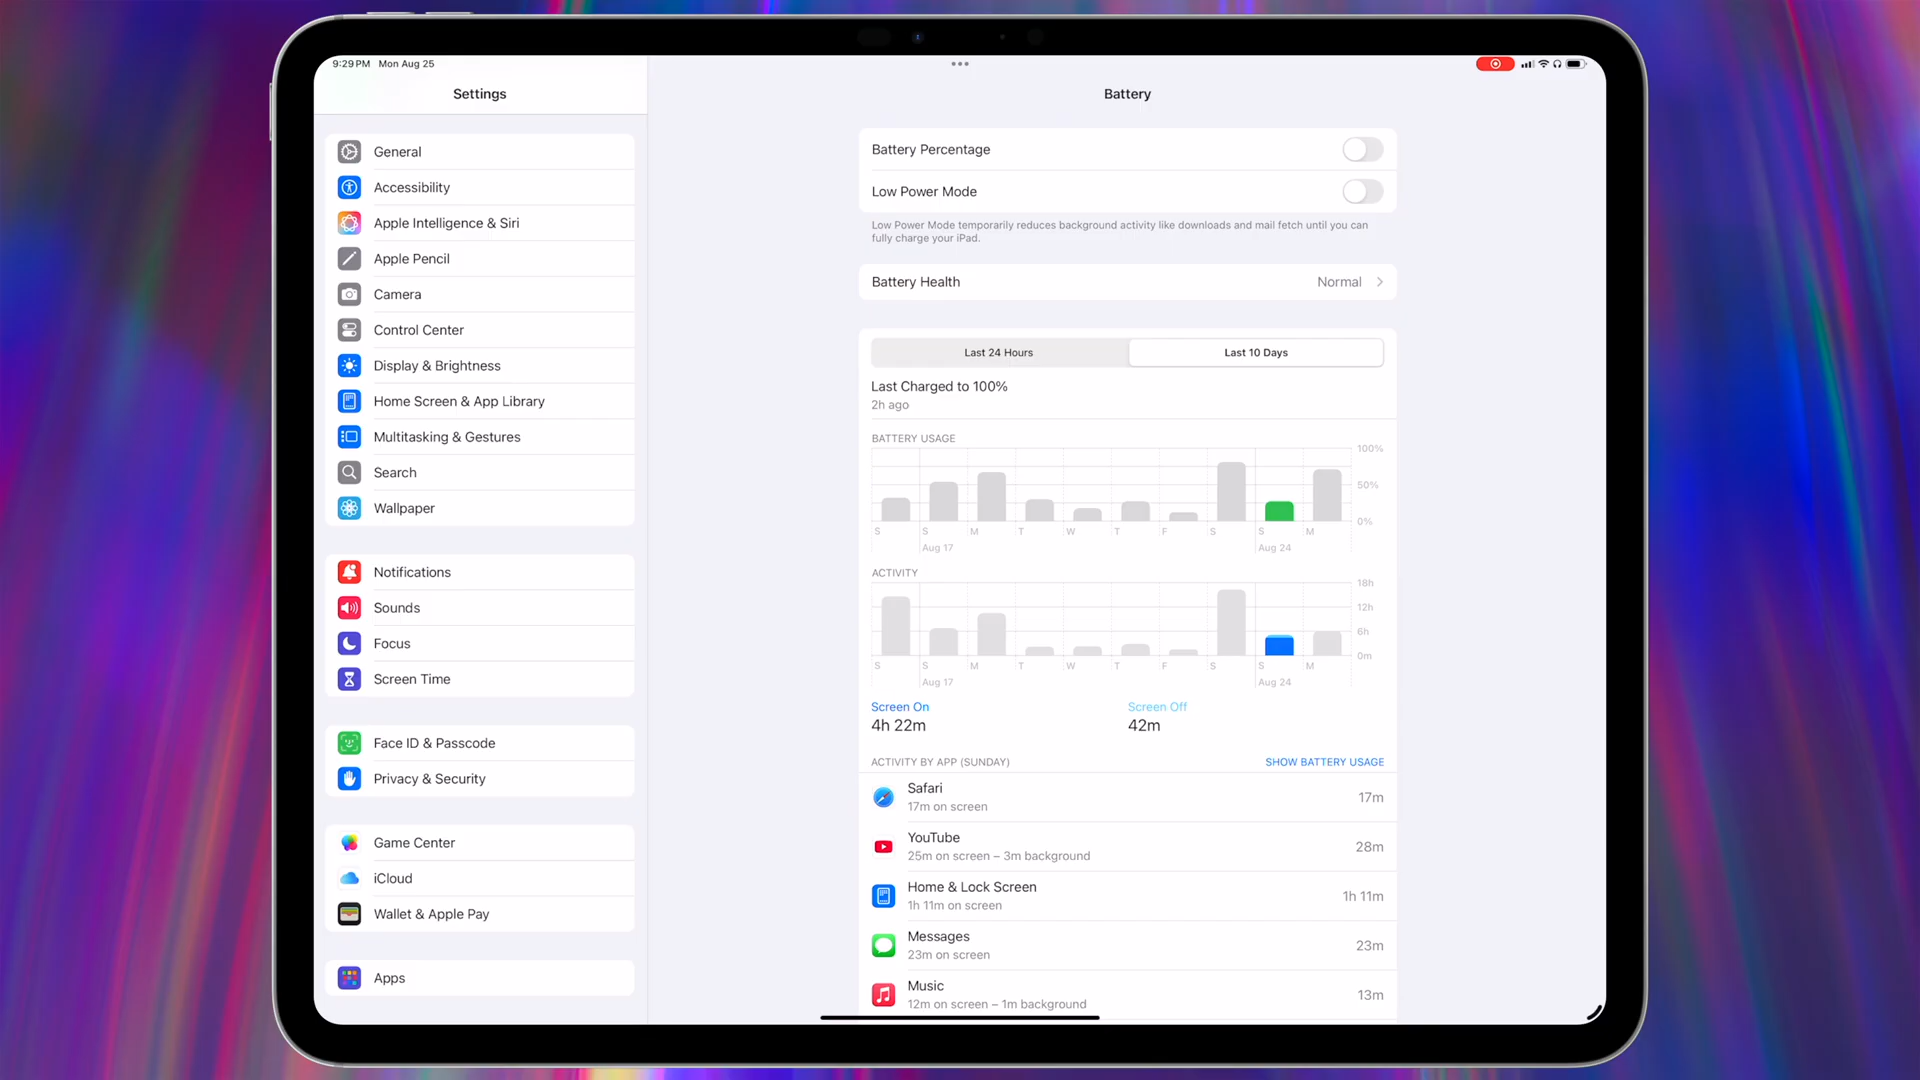 9:29 PM Mon Aug 25
Settings
General
Accessibility
Apple Intelligence & Siri
Apple Pencil
Camera
Control Center
Display & Brightness
Home Screen & App Library
Multitasking & Gestures
Search
Wallpaper
Notifications
Sounds
Focus
Screen Time
Face ID & Passcode
Privacy & Security
Game Center
iCloud
Wallet & Apple Pay
Apps
Battery
Battery Percentage
Low Power Mode
Low Power Mode temporarily reduces background activity like downloads and mail fetch until you can
fully charge your iPad.
Battery Health Normal
Last 24 Hours Last 10 Days
Last Charged to 100%
2h ago
BATTERY USAGE
100%
50%
0%
S S M T W T F S S M
Aug 17 Aug 24
ACTIVITY
18h
12h
6h
0m
S S M T W T F S S M
Aug 17 Aug 24
Screen On Screen Off
4h 22m 42m
ACTIVITY BY APP (SUNDAY) SHOW BATTERY USAGE
Safari
17m on screen 17m
YouTube
25m on screen – 3m background 28m
Home & Lock Screen
1h 11m on screen 1h 11m
Messages
23m on screen 23m
Music
12m on screen – 1m background 13m